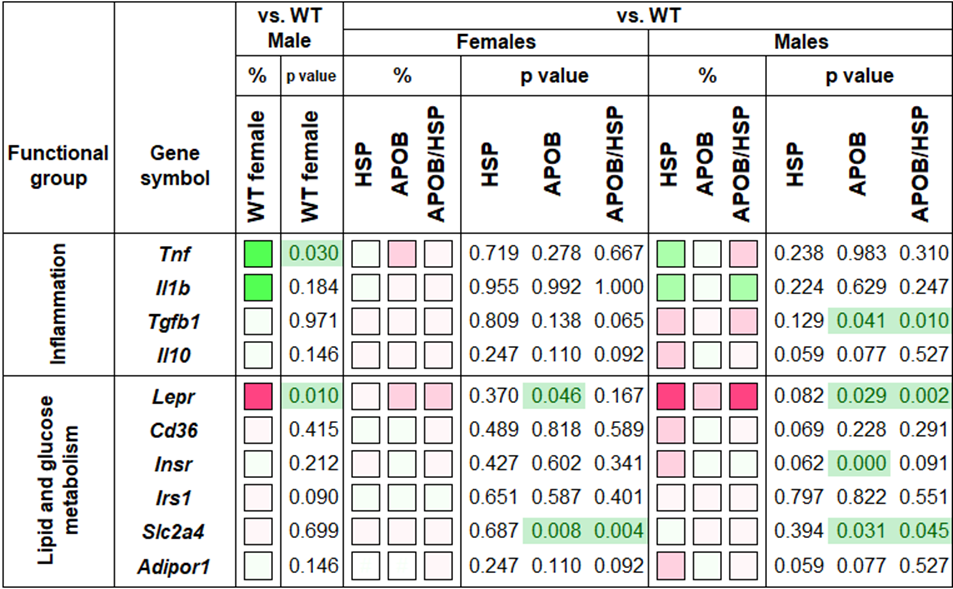 vs. WT
Male
vs. WT
Females
Males
%
p value
%
p value
%
p value
Functional group
Gene symbol
WT female
WT female
HSP
APOB
APOB/HSP
HSP
APOB
APOB/HSP
HSP
APOB
APOB/HSP
HSP
APOB
APOB/HSP
Inflammation
Tnf 0.030 0.719 0.278 0.667 0.238 0.983 0.310
Il1b 0.184 0.955 0.992 1.000 0.224 0.629 0.247
Tgfb1 0.971 0.809 0.138 0.065 0.129 0.041 0.010
Il10 0.146 0.247 0.110 0.092 0.059 0.077 0.527
Lipid and glucose metabolism
Lepr 0.010 0.370 0.046 0.167 0.082 0.029 0.002
Cd36 0.415 0.489 0.818 0.589 0.069 0.228 0.291
Insr 0.212 0.427 0.602 0.341 0.062 0.000 0.091
Irs1 0.090 0.651 0.587 0.401 0.797 0.822 0.551
Slc2a4 0.699 0.687 0.008 0.004 0.394 0.031 0.045
Adipor1 0.146 0.247 0.110 0.092 0.059 0.077 0.527